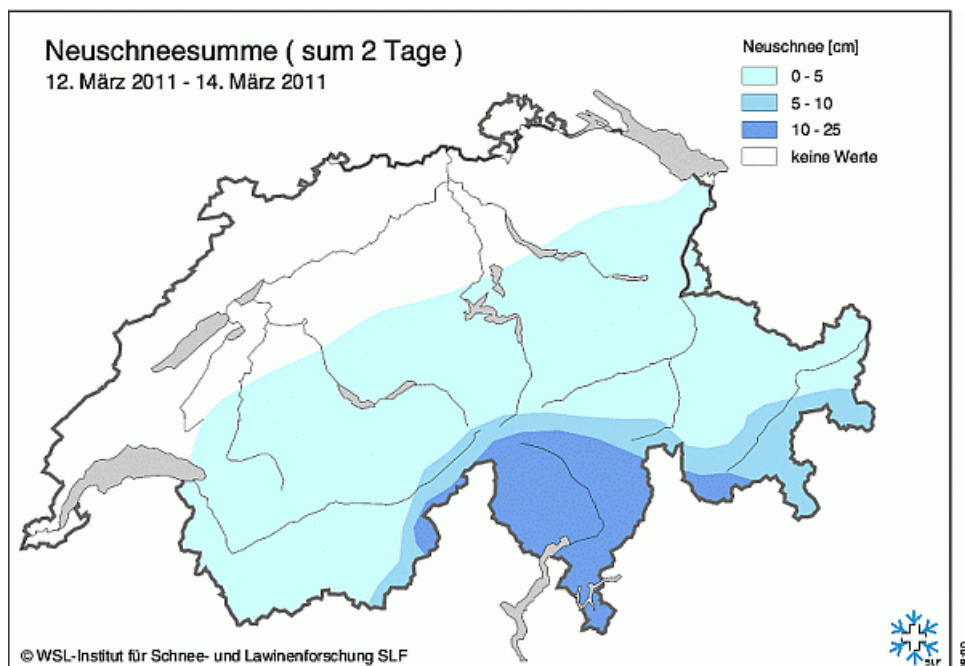 Neuschneesumme ( sum 2 Tage )
12. März 2011 - 14. März 2011
Neuschnee [cm]
0 - 5
5 - 10
10 - 25
keine Werte
© WSL-Institut für Schnee- und Lawinenforschung SLF
SLF